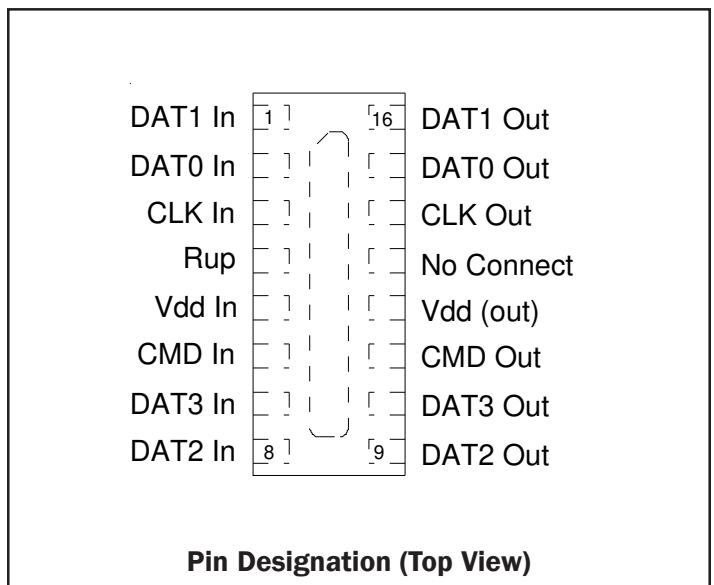 DAT1 In 1 16 DAT1 Out
DAT0 In DAT0 Out
CLK In CLK Out
Rup No Connect
Vdd In Vdd (out)
CMD In CMD Out
DAT3 In DAT3 Out
DAT2 In 8 9 DAT2 Out
Pin Designation (Top View)